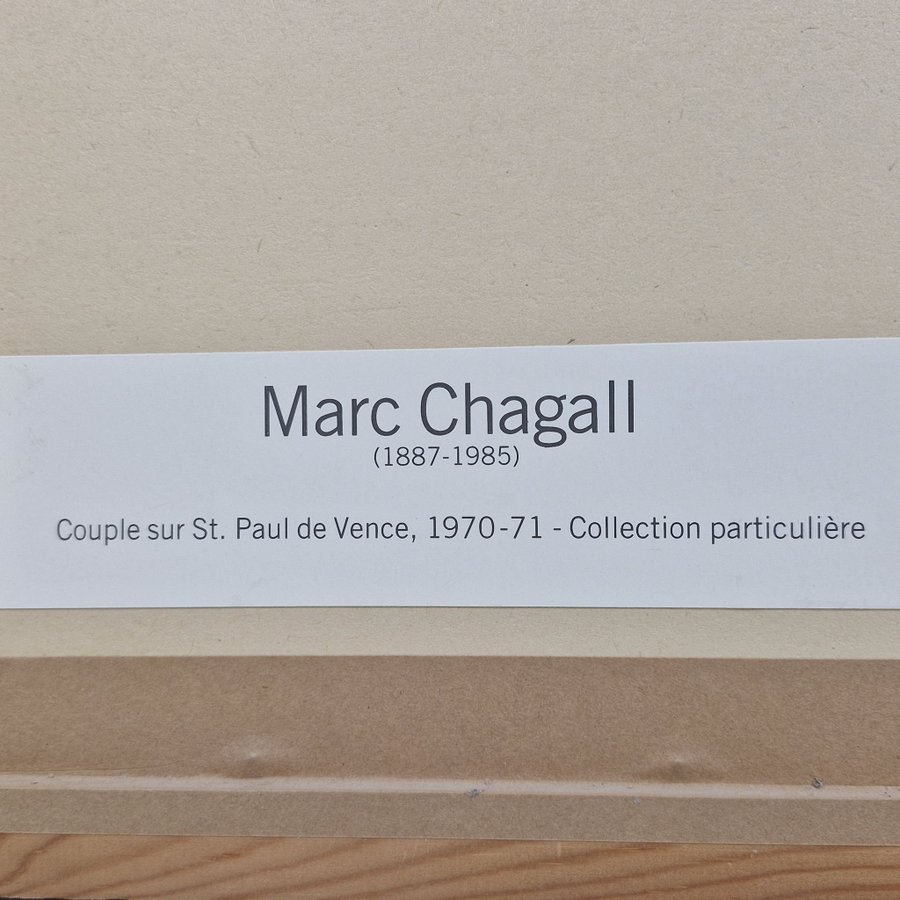 Marc Chagall
(1887-1985)
Couple sur St. Paul de Vence, 1970-71 - Collection particulière